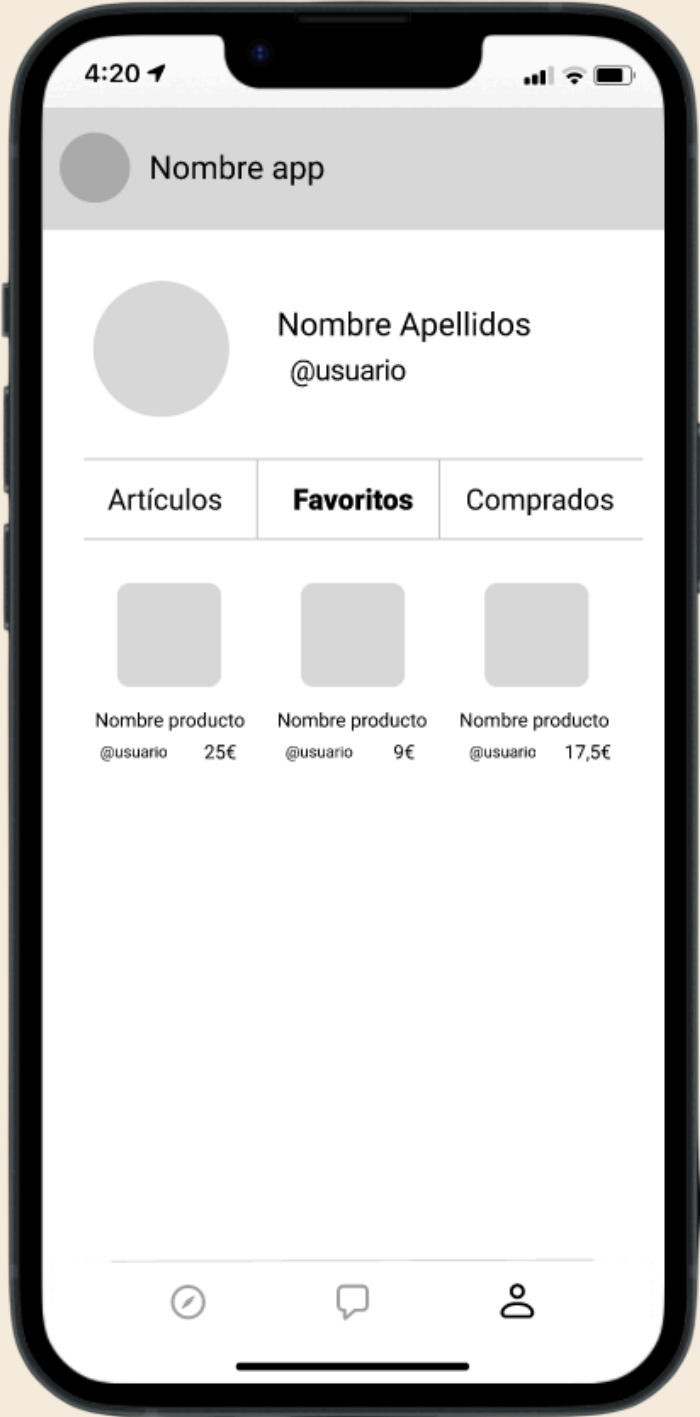 4:20
Nombre app
Nombre Apellidos
@usuario
Artículos Favoritos Comprados
Nombre producto Nombre producto Nombre producto
@usuario 25€ @usuario 9€ @usuario 17,5€